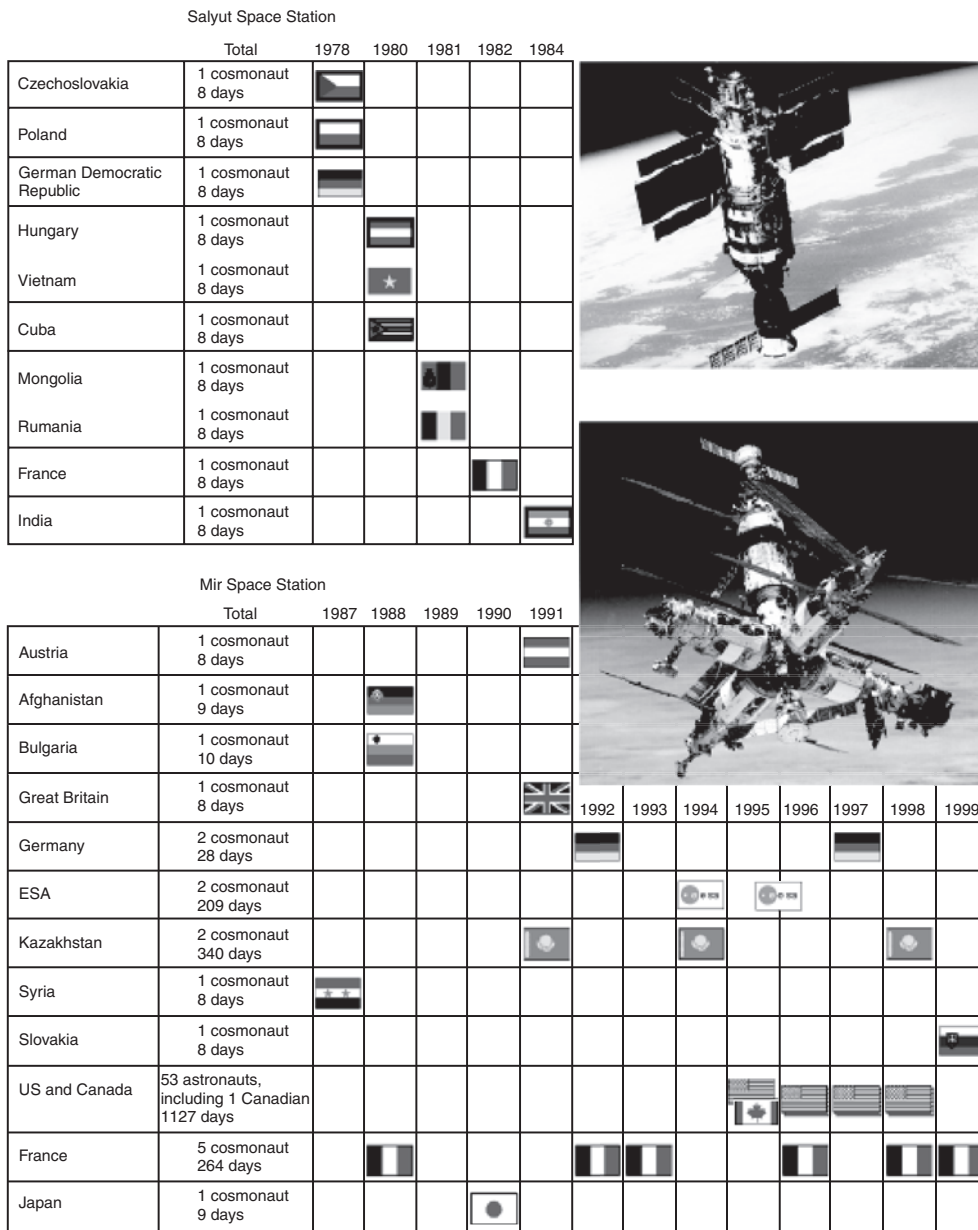 Salyut Space Station
Total 1978 1980 1981 1982 1984
Czechoslovakia
1 cosmonaut
8 days
Poland
1 cosmonaut
8 days
German Democratic
Republic
1 cosmonaut
8 days
Hungary
1 cosmonaut
8 days
Vietnam
1 cosmonaut
8 days
Cuba
1 cosmonaut
8 days
Mongolia
1 cosmonaut
8 days
Rumania
1 cosmonaut
8 days
France
1 cosmonaut
8 days
India
1 cosmonaut
8 days
Mir Space Station
Total 1987 1988 1989 1990 1991
Austria
1 cosmonaut
8 days
Afghanistan
1 cosmonaut
9 days
Bulgaria
1 cosmonaut
10 days
Great Britain
1 cosmonaut
8 days
1992 1993 1994 1995 1996 1997 1998 1999
Germany
2 cosmonaut
28 days
ESA
2 cosmonaut
209 days
Kazakhstan
2 cosmonaut
340 days
Syria
1 cosmonaut
8 days
Slovakia
1 cosmonaut
8 days
US and Canada
53 astronauts,
including 1 Canadian
1127 days
France
5 cosmonaut
264 days
Japan
1 cosmonaut
9 days